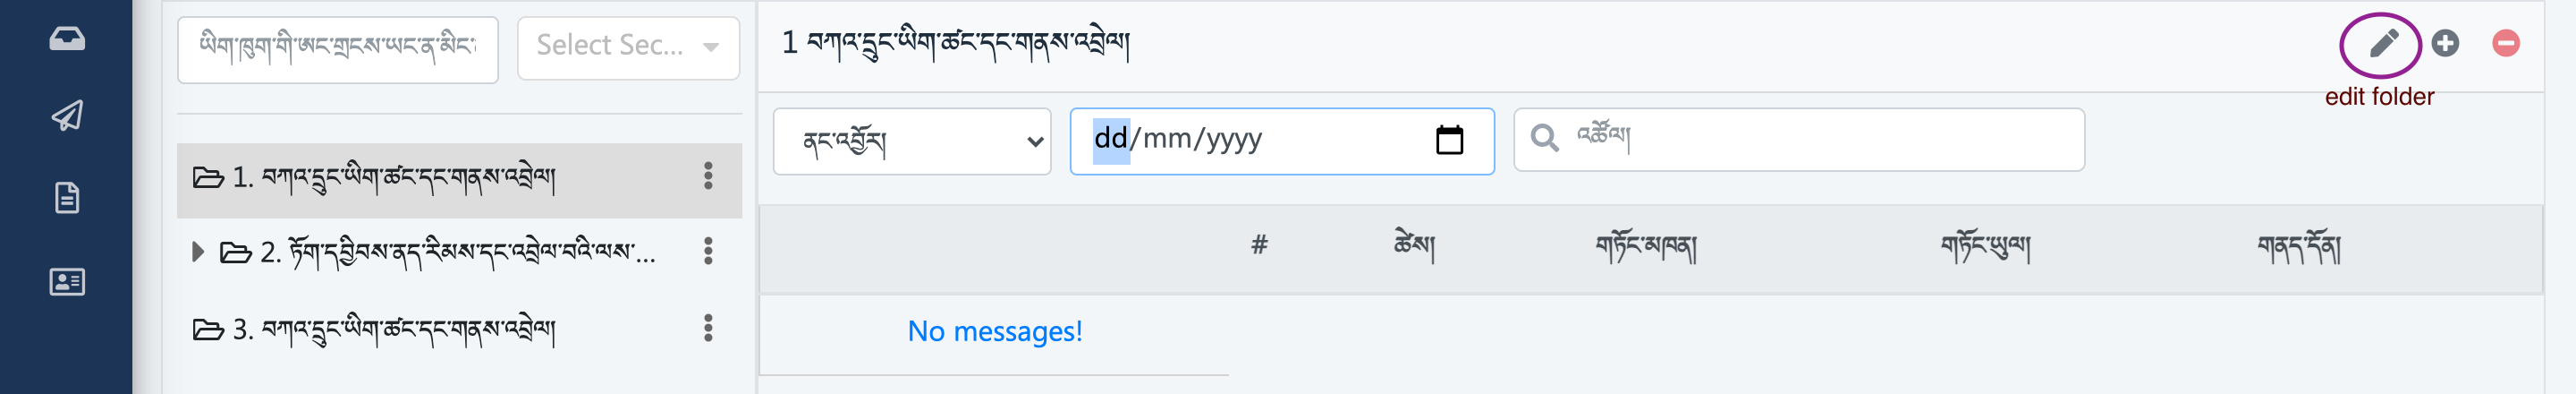 ཡིག་ཁུག་གི་ཨང་གྲངས་ཡང་ན་མིང་
Select Sec...
1 བཀའ་དྲུང་ཡིག་ཚང་དང་གནས་འབྲེལ།
edit folder
ནང་འབྱོར།
dd/mm/yyyy
འཚོལ།
1. བཀའ་དྲུང་ཡིག་ཚང་དང་གནས་འབྲེལ།
2. ཏོག་དབྱིབས་ནད་རིམས་དང་འབྲེལ་བའི་ལས་...
3. བཀའ་དྲུང་ཡིག་ཚང་དང་གནས་འབྲེལ།
# ཚེས། གཏོང་མཁན། གཏོང་ཡུལ། གནད་དོན།
No messages!